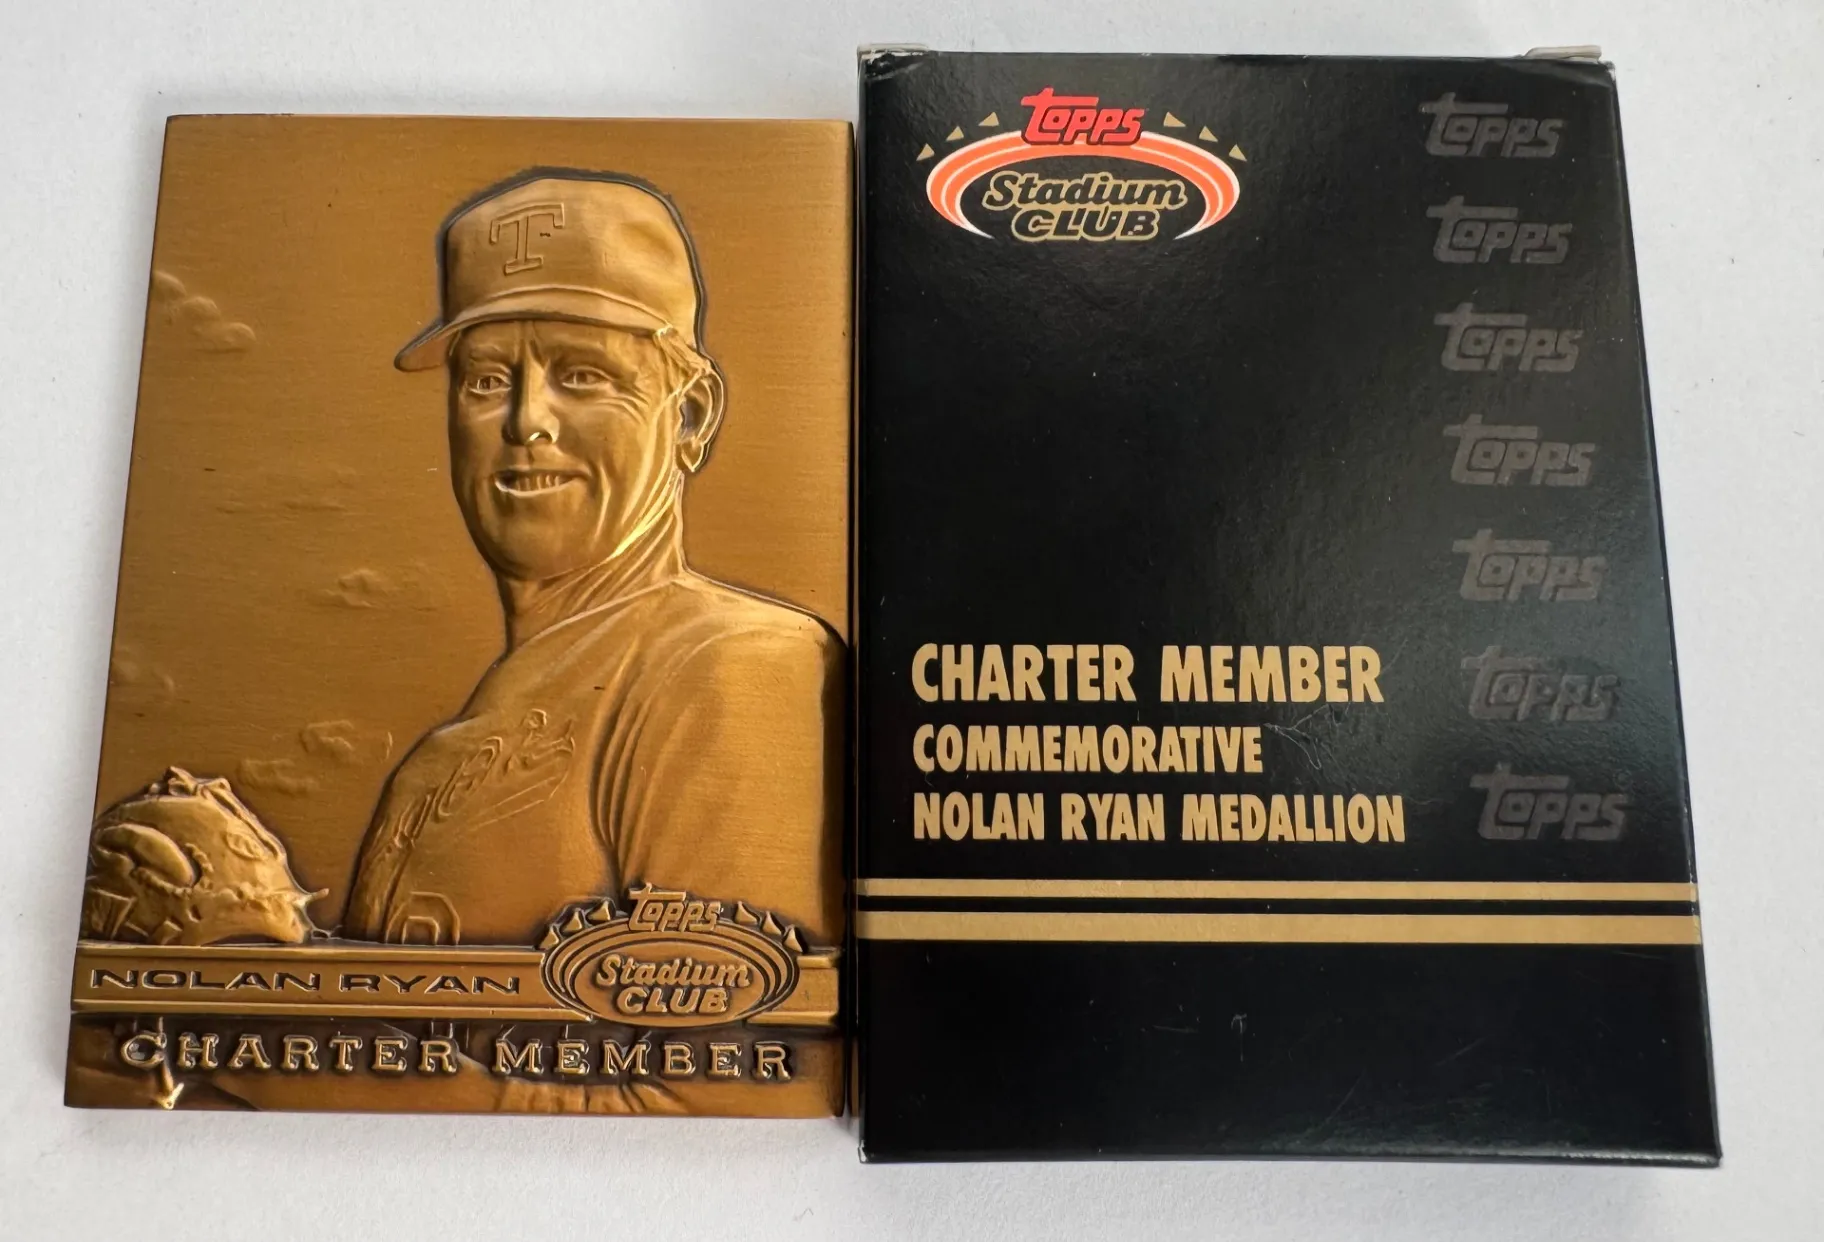 T
Rangers
NOLAN RYAN
Topps
Stadium
CLUB
CHARTER MEMBER
Topps
Stadium
CLUB
Topps
Topps
Topps
Topps
Topps
Topps
Topps
CHARTER MEMBER
COMMEMORATIVE
NOLAN RYAN MEDALLION